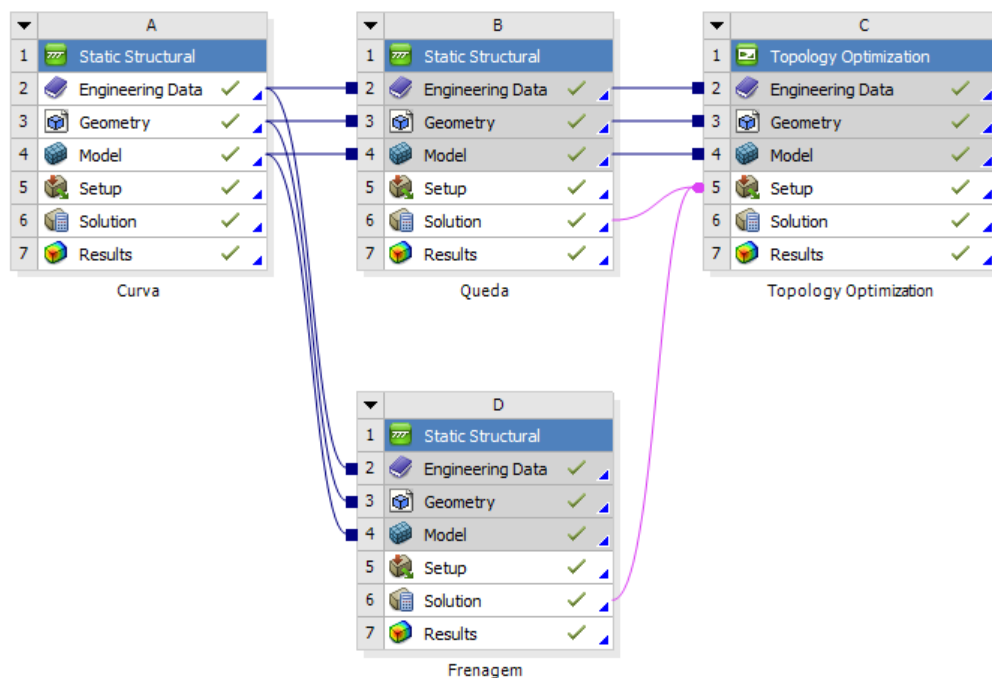 A
1 Static Structural
2 Engineering Data
3 Geometry
4 Model
5 Setup
6 Solution
7 Results
Curva
B
1 Static Structural
2 Engineering Data
3 Geometry
4 Model
5 Setup
6 Solution
7 Results
Queda
C
1 Topology Optimization
2 Engineering Data
3 Geometry
4 Model
5 Setup
6 Solution
7 Results
Topology Optimization
D
1 Static Structural
2 Engineering Data
3 Geometry
4 Model
5 Setup
6 Solution
7 Results
Frenagem